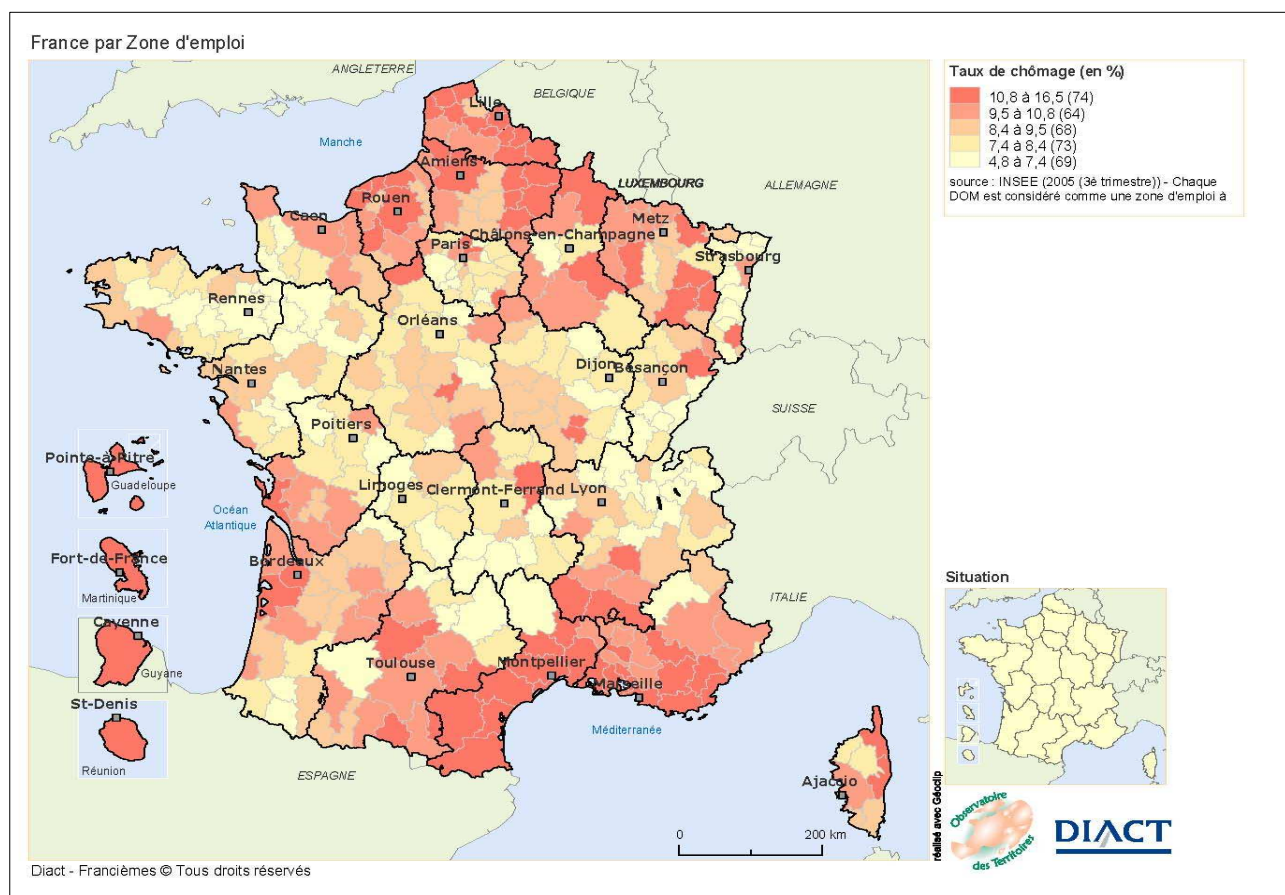 France par Zone d'emploi
ANGLETERRE
BELGIQUE
Lille
Manche
Amiens
LUXEMBOURG
ALLEMAGNE
Rouen
Caen
Metz
Châlons-en-Champagne
Paris
Strasbourg
Rennes
Orléans
Nantes
Dijon
Besançon
SUISSE
Poitiers
Pointe-à-Pitre
Guadeloupe
Limoges
Clermont-Ferrand
Lyon
Océan
Atlantique
Fort-de-France
Martinique
Bordeaux
ITALIE
Cayenne
Guyane
Toulouse
Montpellier
Marseille
St-Denis
Réunion
Méditerranée
ESPAGNE
Ajaccio
0 200 km
Diact - Francièmes © Tous droits réservés
Taux de chômage (en %)
10,8 à 16,5 (74)
9,5 à 10,8 (64)
8,4 à 9,5 (68)
7,4 à 8,4 (73)
4,8 à 7,4 (69)
source : INSEE (2005 (3è trimestre)) - Chaque
DOM est considéré comme une zone d'emploi à
Situation
réalisé avec Géoclip
Observatoire
des Territoires
DIACT